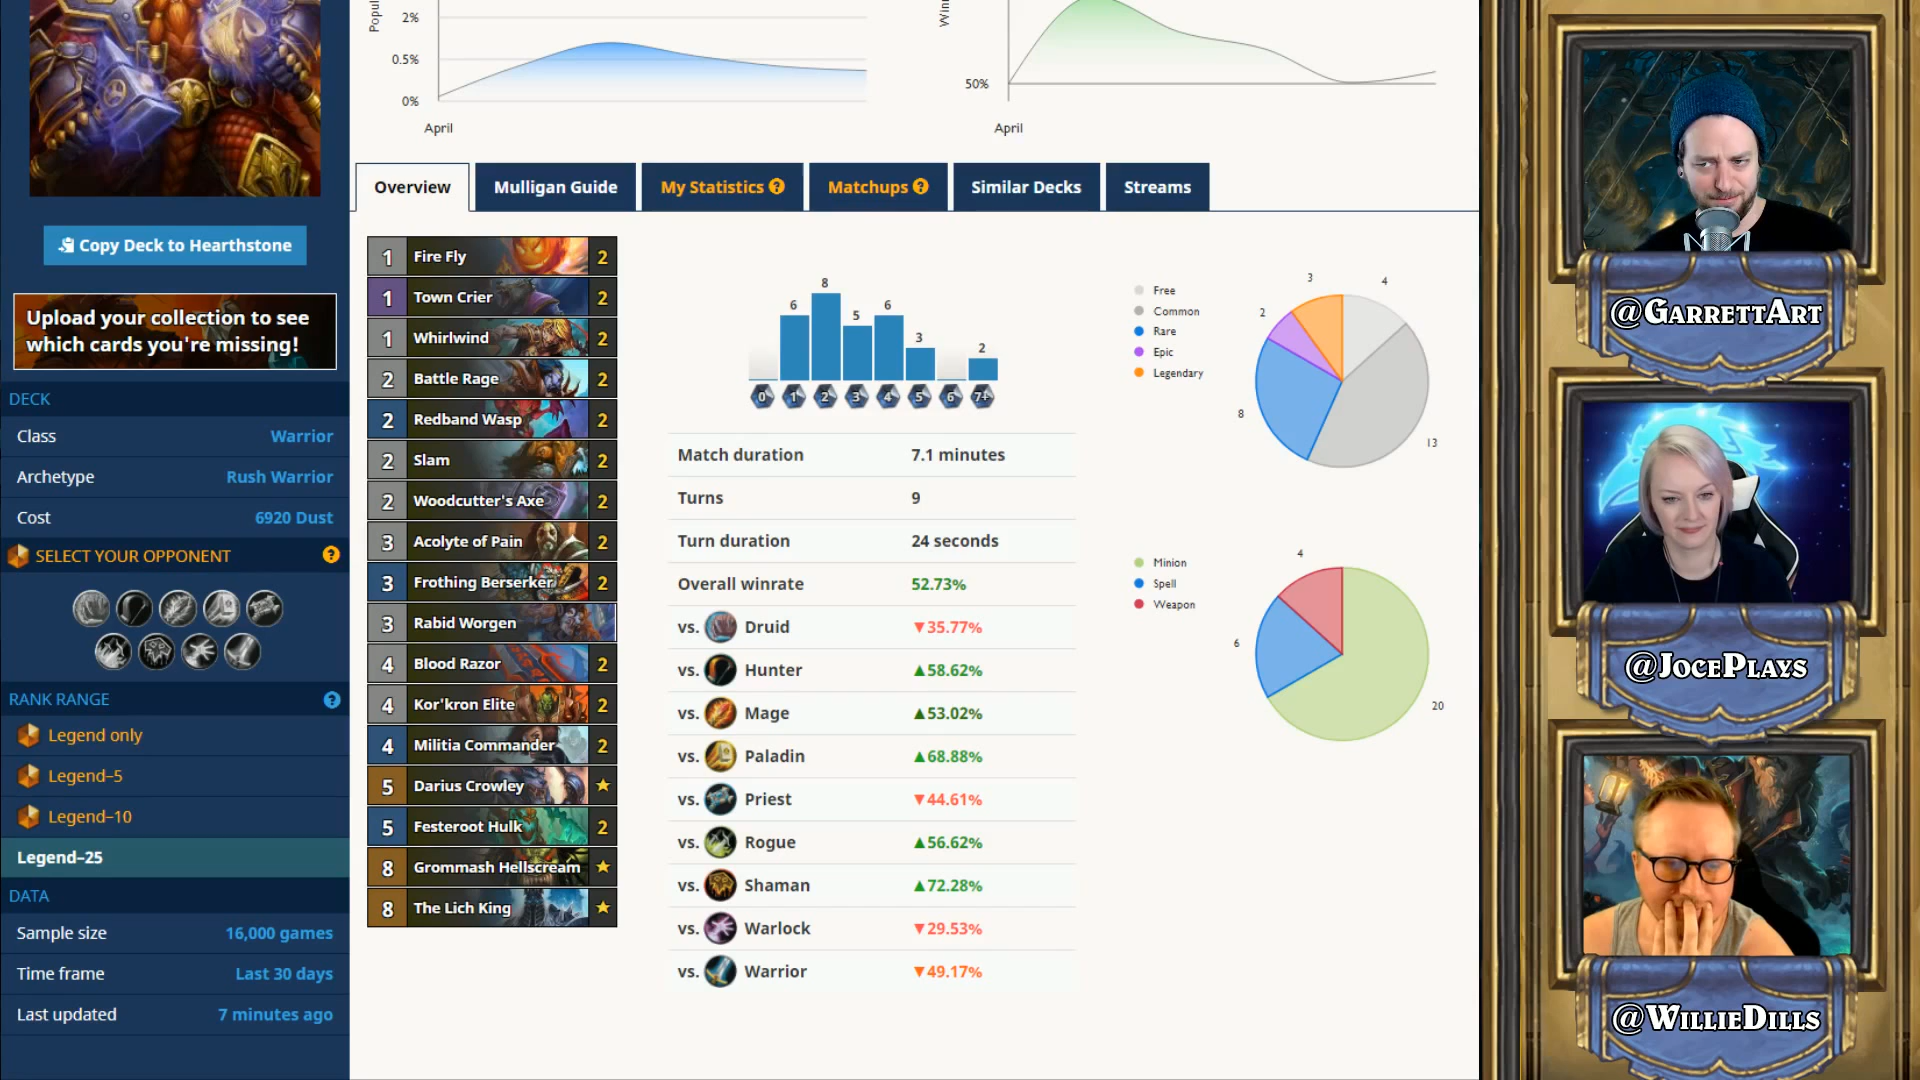 Popul
2%
0.5%
0%
April
Winr
50%
April
Overview
Mulligan Guide
My Statistics ?
Matchups ?
Similar Decks
Streams
Copy Deck to Hearthstone
Upload your collection to see
which cards you're missing!
DECK
Class Warrior
Archetype Rush Warrior
Cost 6920 Dust
SELECT YOUR OPPONENT ?
RANK RANGE ?
Legend only
Legend–5
Legend–10
Legend–25
DATA
Sample size 16,000 games
Time frame Last 30 days
Last updated 7 minutes ago
1 Fire Fly 2
1 Town Crier 2
1 Whirlwind 2
2 Battle Rage 2
2 Redband Wasp 2
2 Slam 2
2 Woodcutter's Axe 2
3 Acolyte of Pain 2
3 Frothing Berserker 2
3 Rabid Worgen
4 Blood Razor 2
4 Kor'kron Elite 2
4 Militia Commander 2
5 Darius Crowley ★
5 Festeroot Hulk 2
8 Grommash Hellscream ★
8 The Lich King ★
6 8 5 6 3 2
0 1 2 3 4 5 6 7+
Match duration 7.1 minutes
Turns 9
Turn duration 24 seconds
Overall winrate 52.73%
vs. Druid ▼35.77%
vs. Hunter ▲58.62%
vs. Mage ▲53.02%
vs. Paladin ▲68.88%
vs. Priest ▼44.61%
vs. Rogue ▲56.62%
vs. Shaman ▲72.28%
vs. Warlock ▼29.53%
vs. Warrior ▼49.17%
Free
Common
Rare
Epic
Legendary
3
4
2
8
13
Minion
Spell
Weapon
4
6
20
@GarrettArt
@JocePlays
@WillieDills